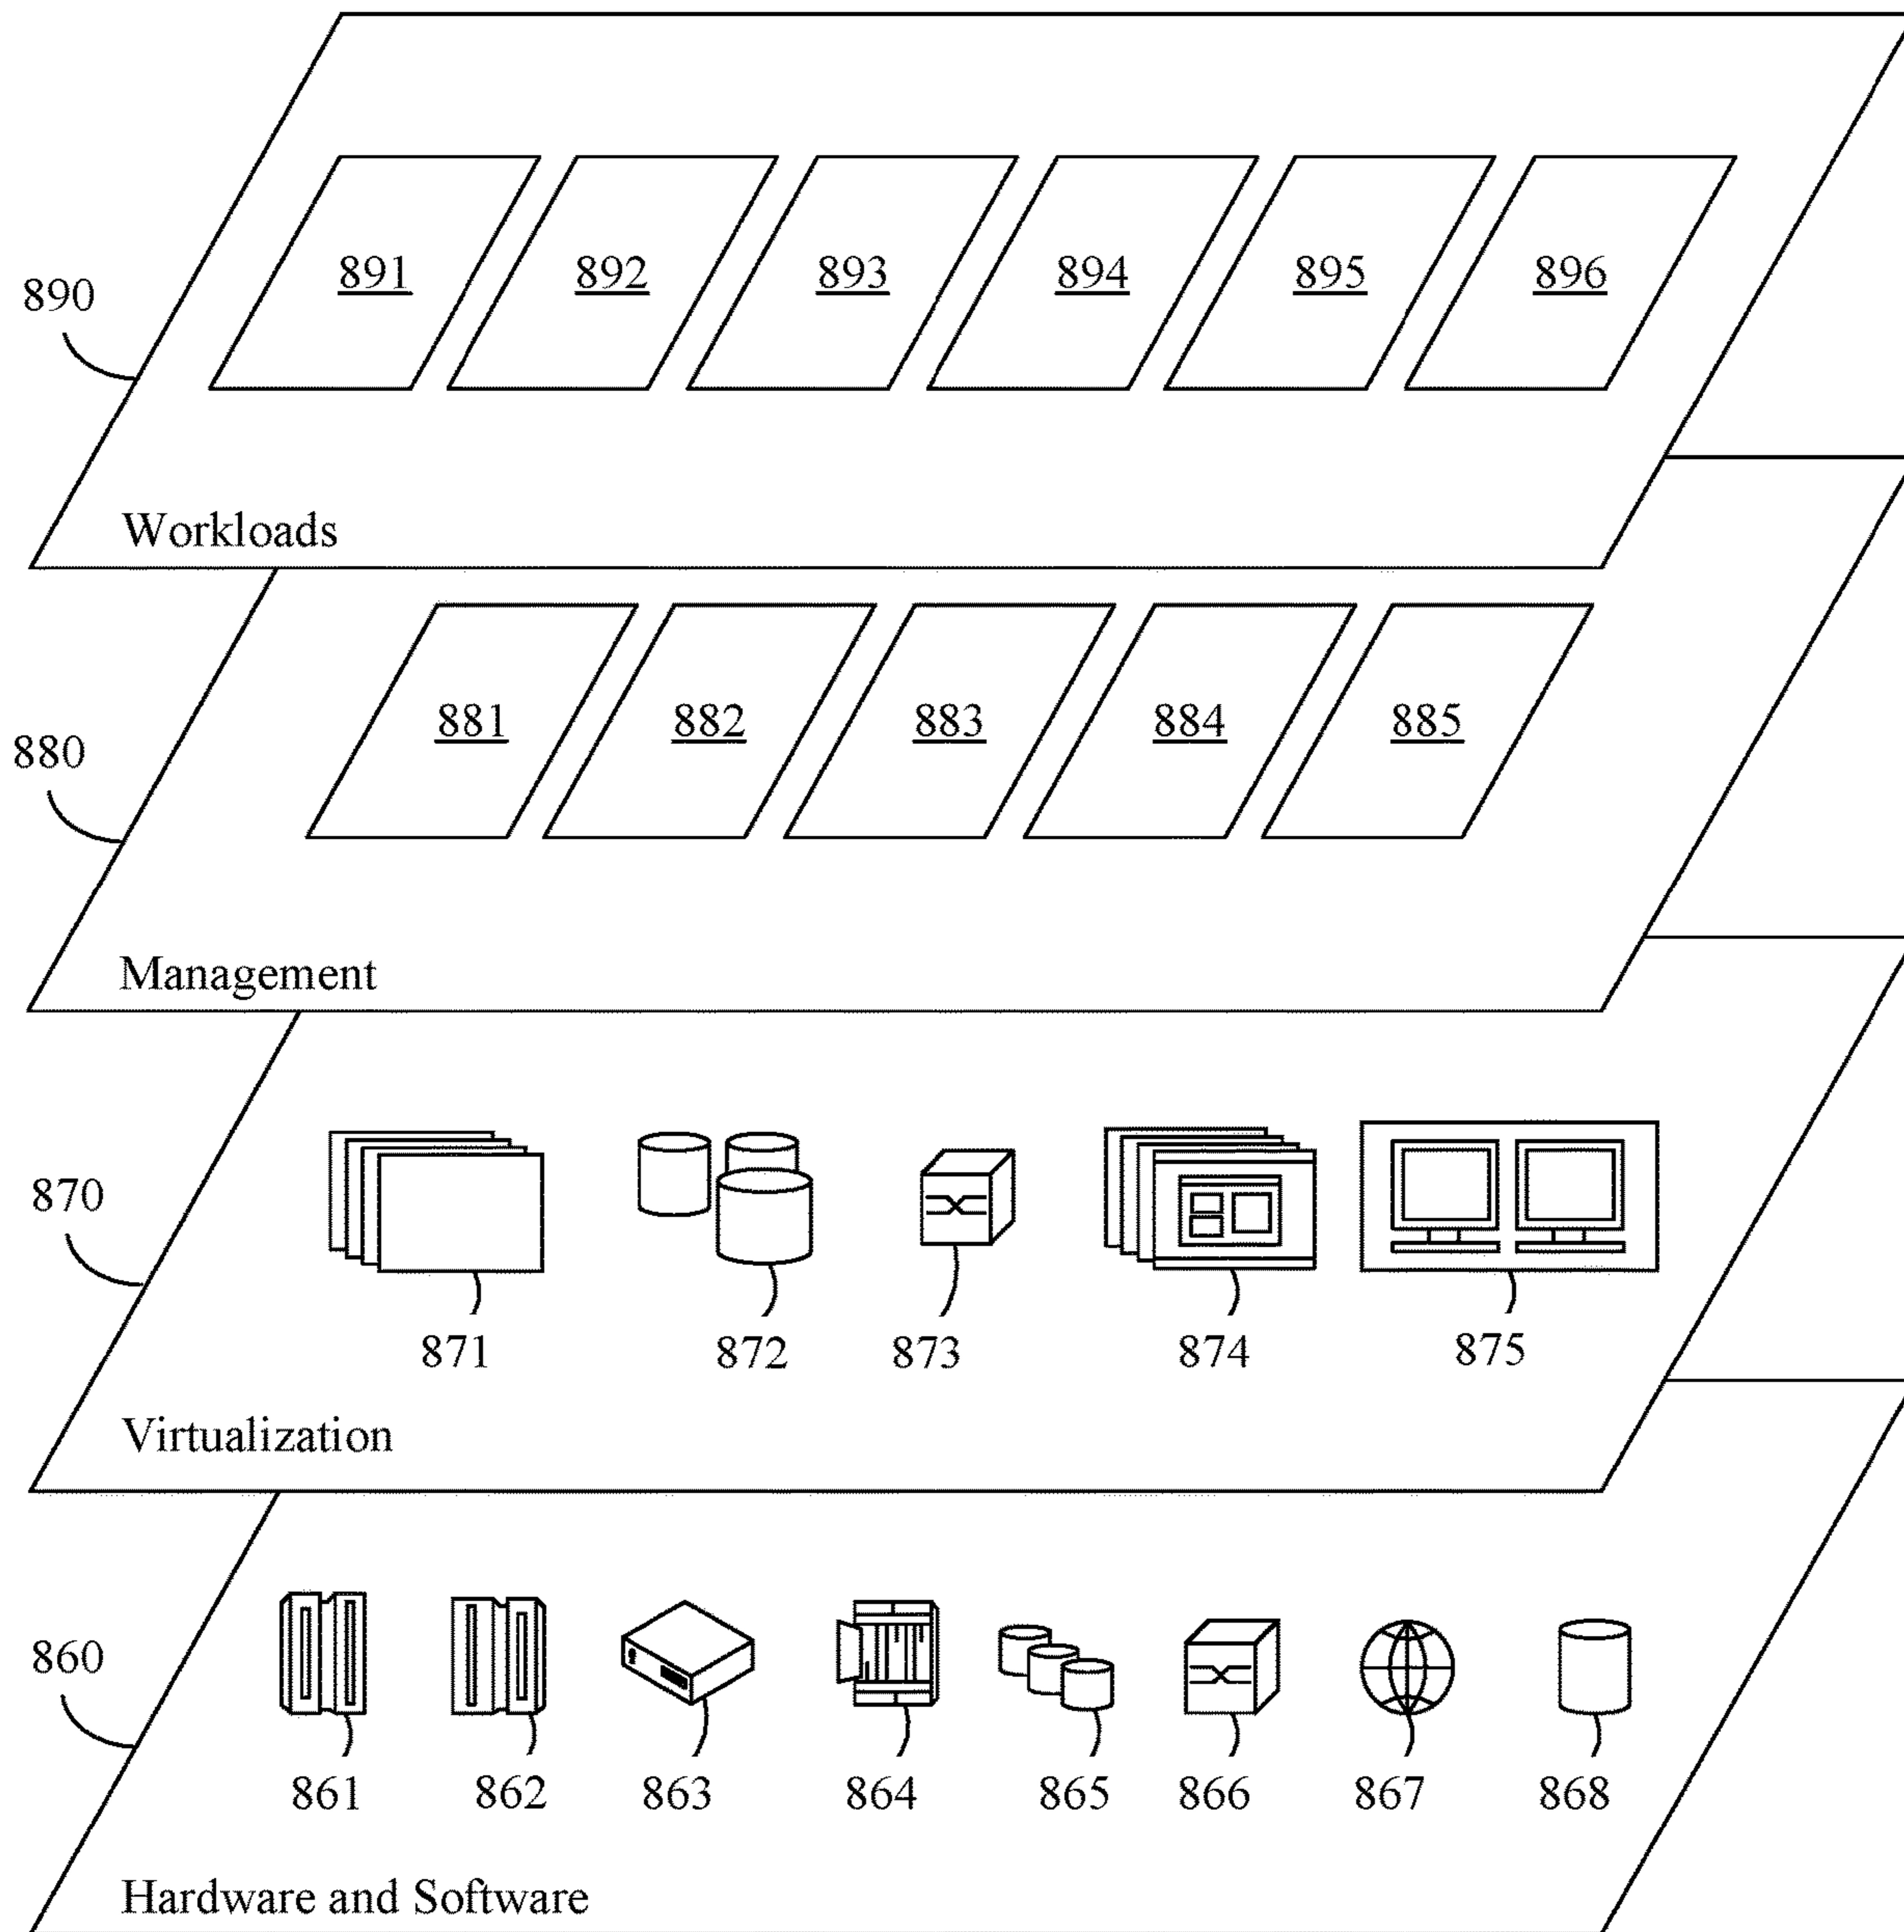 891 892 893 894 895 896
890
Workloads
881 882 883 884 885
880
Management
870
871 872 873 874 875
Virtualization
860
861 862 863 864 865 866 867 868
Hardware and Software